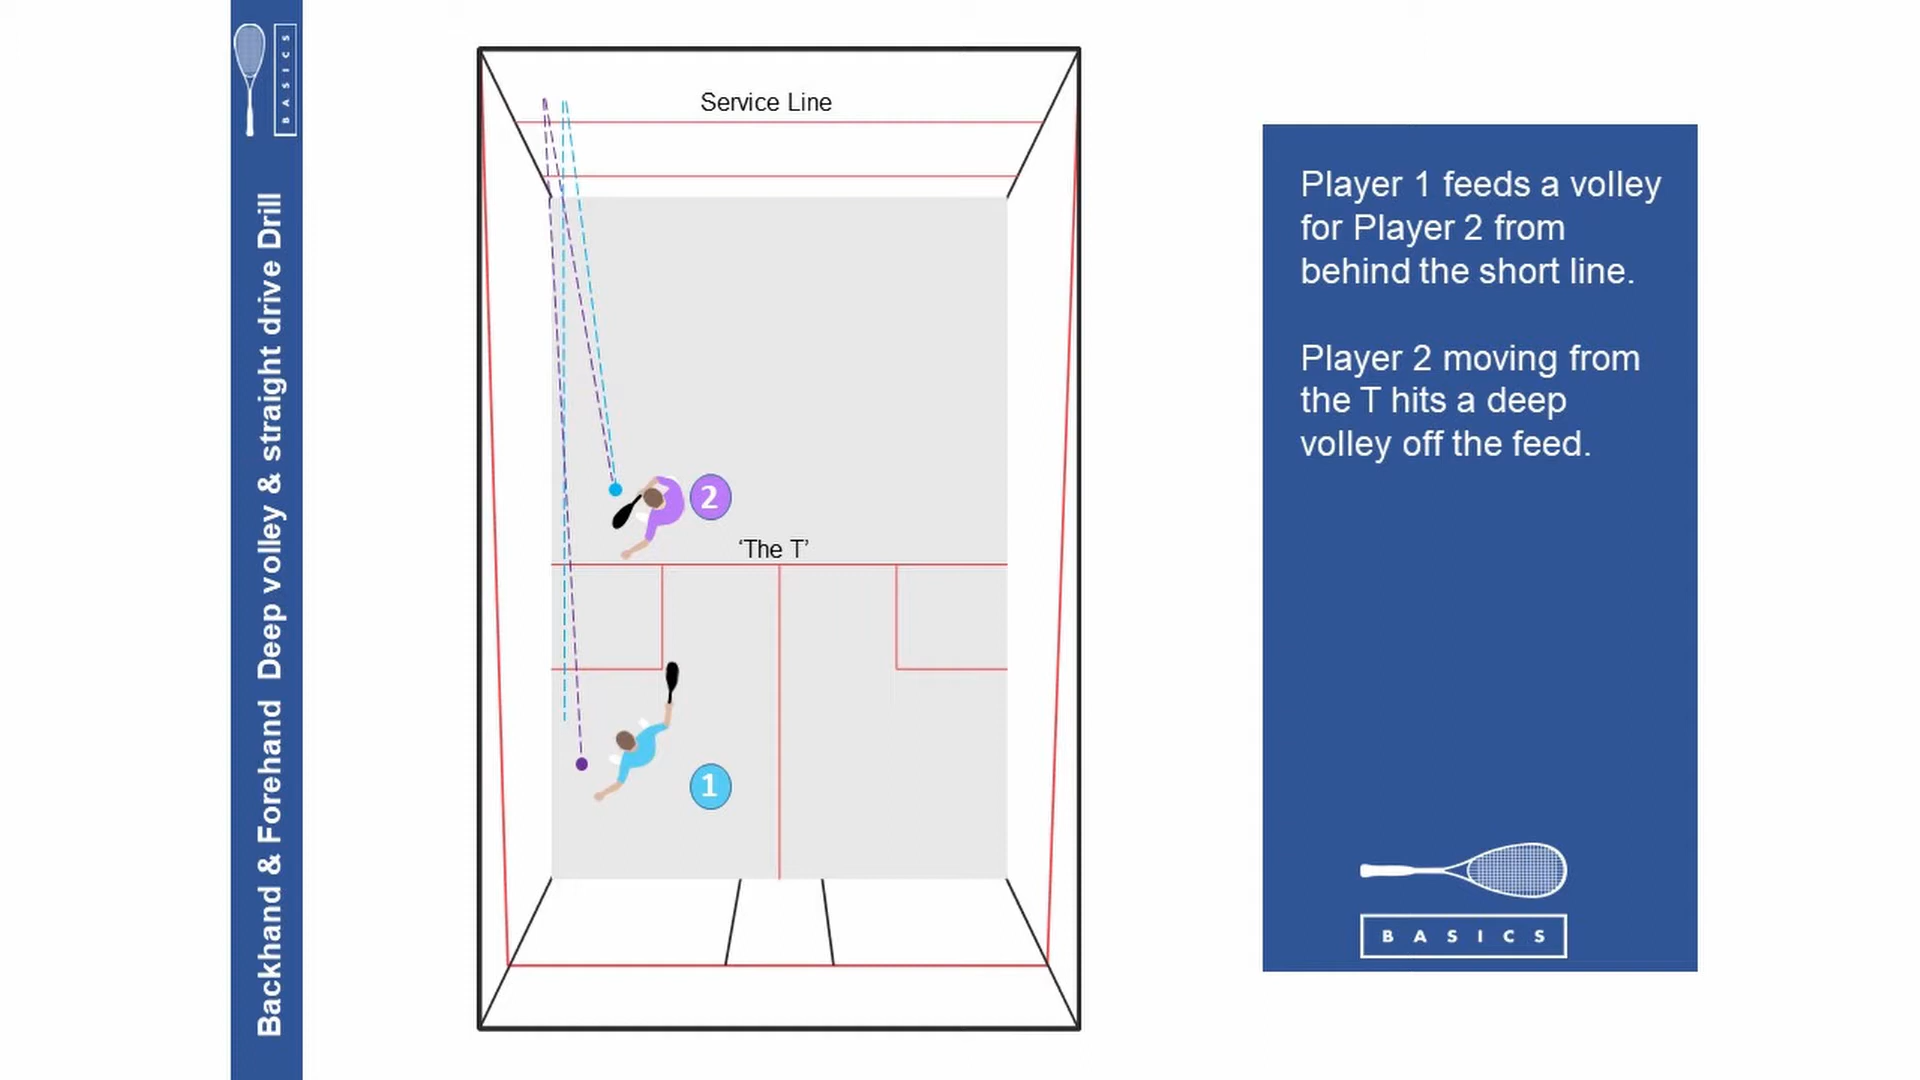 BASICS
Backhand & Forehand Deep volley & straight drive Drill
Service Line
2
‘The T’
1
Player 1 feeds a volley
for Player 2 from
behind the short line.
Player 2 moving from
the T hits a deep
volley off the feed.
BASICS